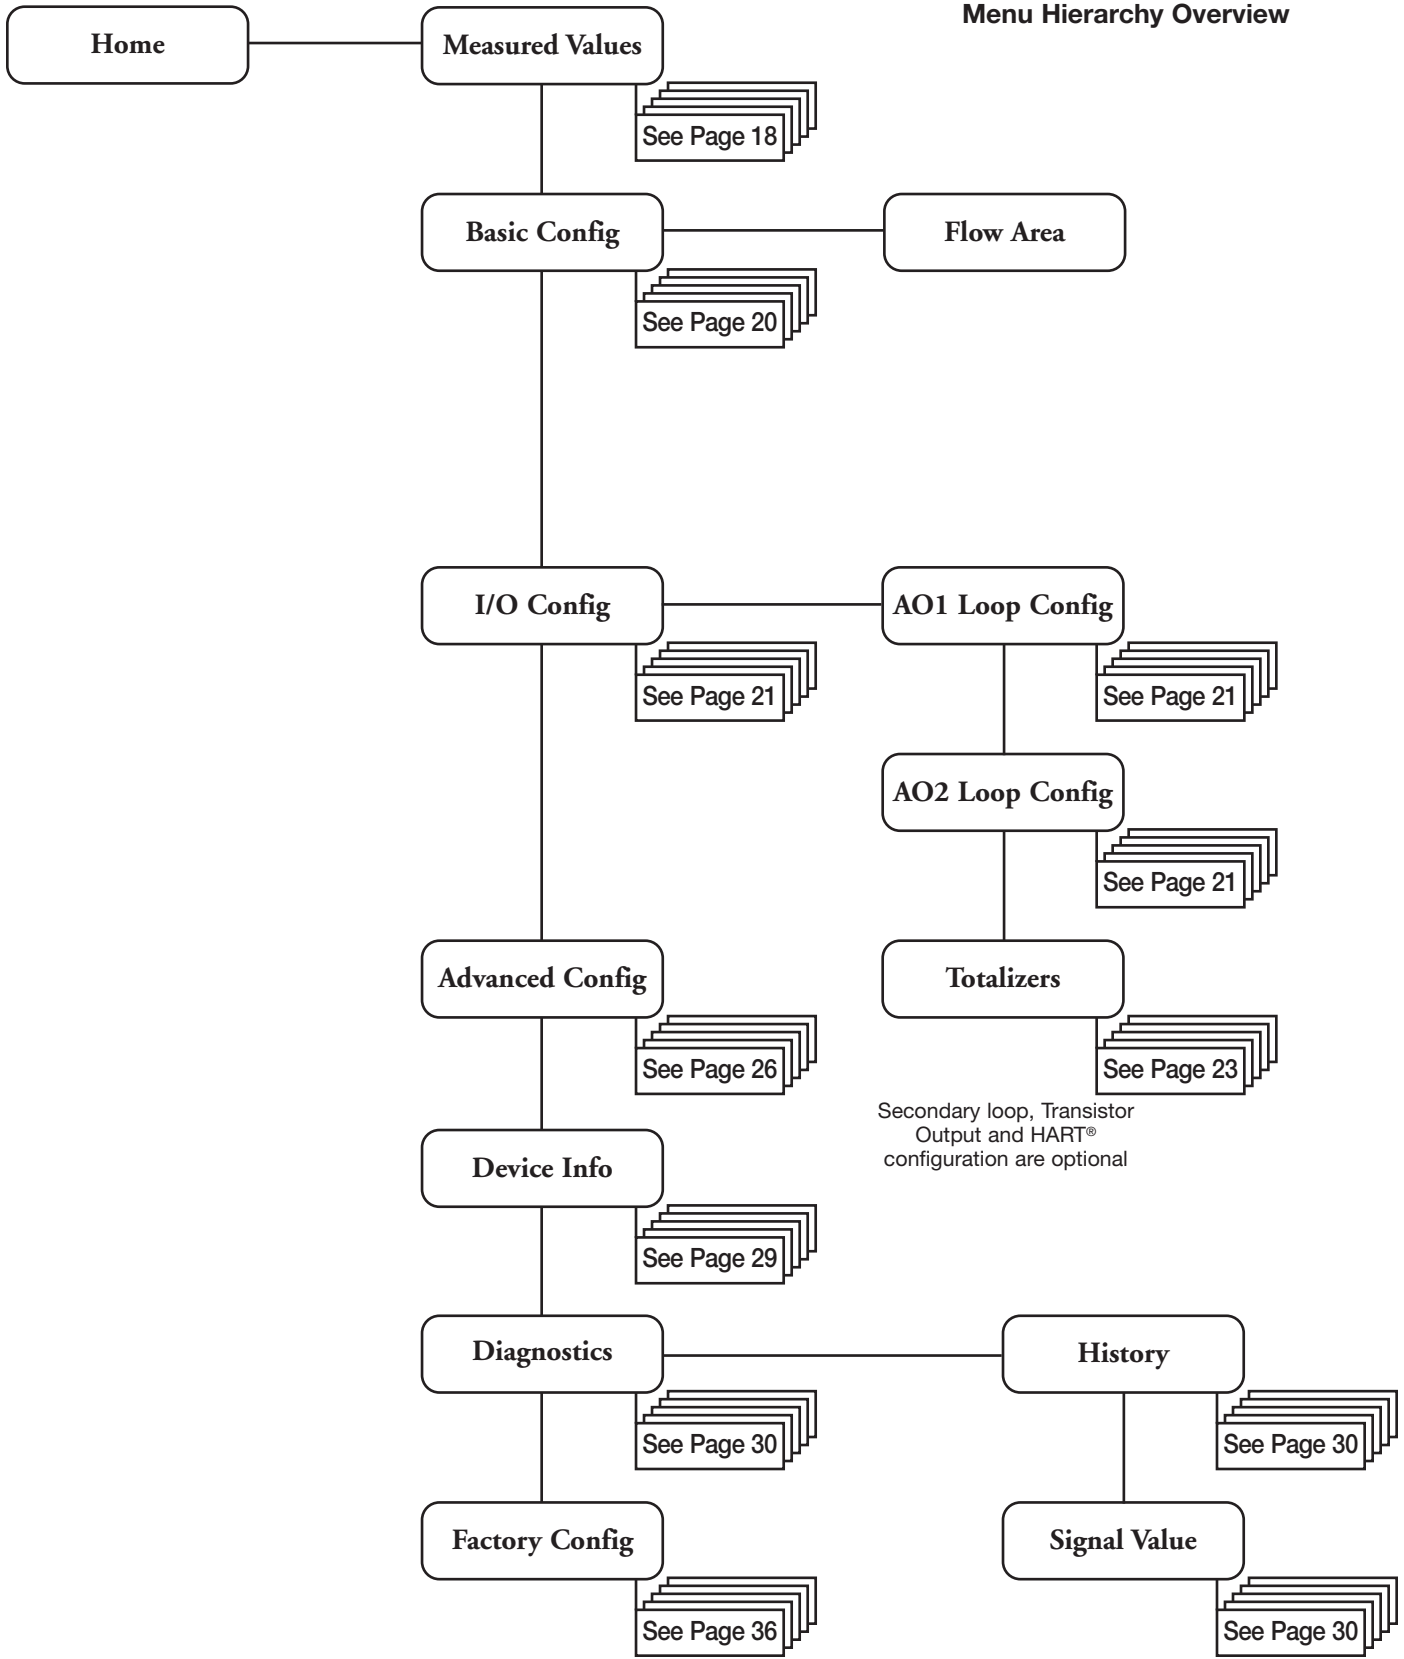 Menu Hierarchy Overview
Home
Measured Values
See Page 18
Basic Config
Flow Area
See Page 20
I/O Config
AO1 Loop Config
See Page 21
See Page 21
AO2 Loop Config
See Page 21
Advanced Config
Totalizers
See Page 26
See Page 23
Secondary loop, Transistor
Output and HART®
configuration are optional
Device Info
See Page 29
Diagnostics
History
See Page 30
See Page 30
Factory Config
Signal Value
See Page 36
See Page 30